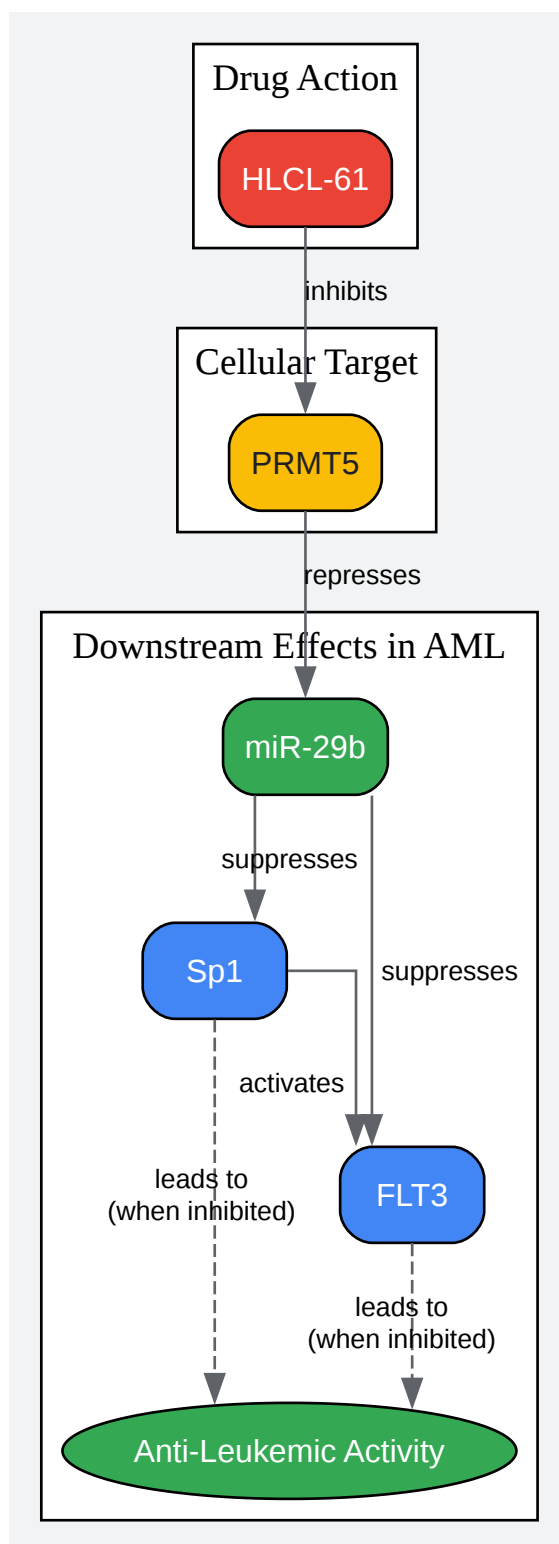 Drug Action
HLCL-61
inhibits
Cellular Target
PRMT5
represses
Downstream Effects in AML
miR-29b
suppresses
Sp1
suppresses
activates
leads to
(when inhibited)
FLT3
leads to
(when inhibited)
Anti-Leukemic Activity